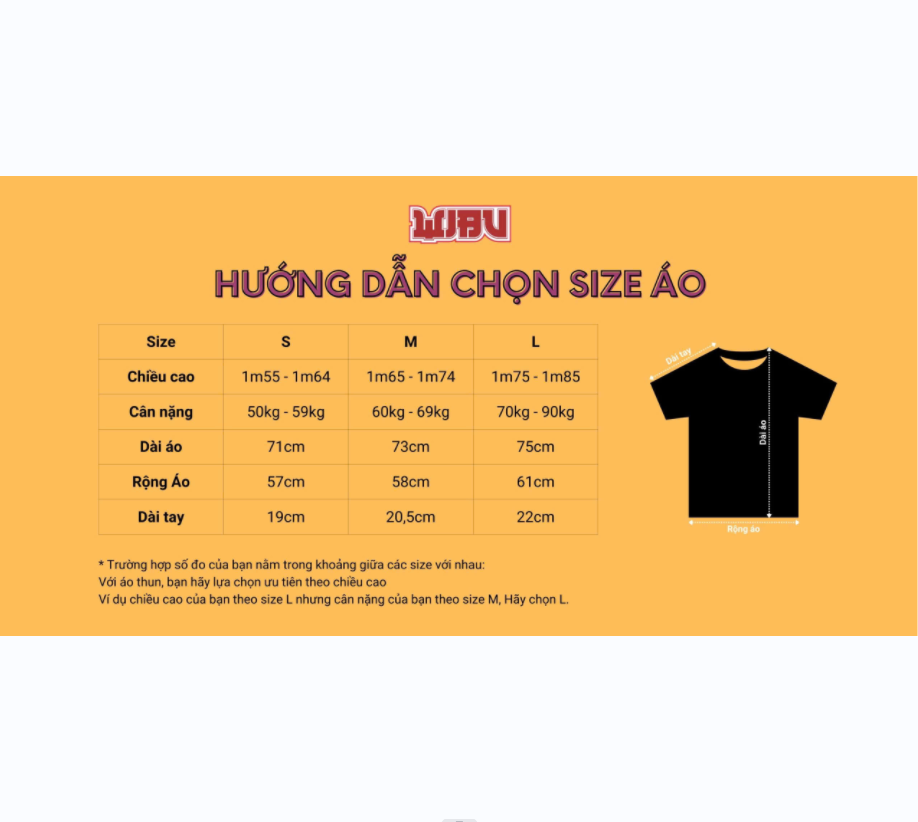 WJBU
HƯỚNG DẪN CHỌN SIZE ÁO
Size S M L
Chiều cao 1m55 - 1m64 1m65 - 1m74 1m75 - 1m85
Cân nặng 50kg - 59kg 60kg - 69kg 70kg - 90kg
Dài áo 71cm 73cm 75cm
Rộng Áo 57cm 58cm 61cm
Dài tay 19cm 20,5cm 22cm
Dài tay
Dài áo
Rộng áo
* Trường hợp số đo của bạn nằm trong khoảng giữa các size với nhau:
Với áo thun, bạn hãy lựa chọn ưu tiên theo chiều cao
Ví dụ chiều cao của bạn theo size L nhưng cân nặng của bạn theo size M, Hãy chọn L.